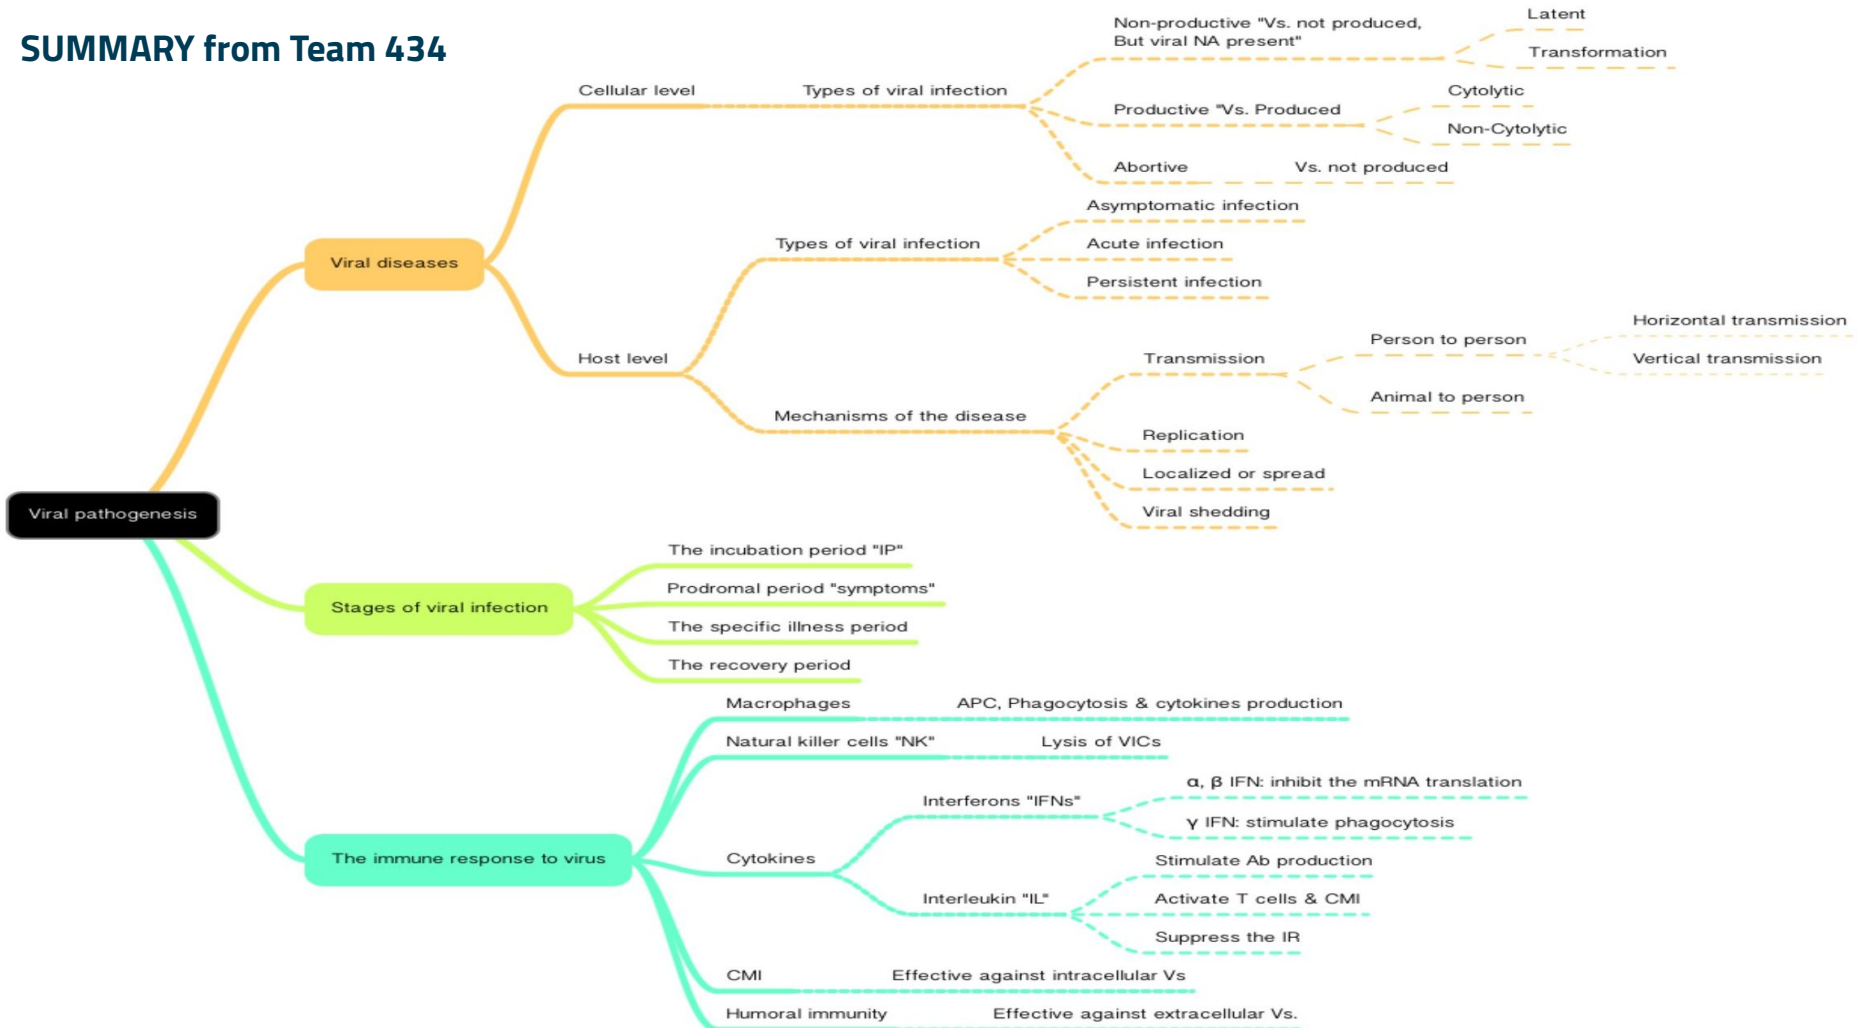 SUMMARY from Team 434
Viral pathogenesis
Viral diseases
Cellular level
Types of viral infection
Non-productive "Vs. not produced,
But viral NA present"
Latent
Transformation
Productive "Vs. Produced
Cytolytic
Non-Cytolytic
Abortive
Vs. not produced
Host level
Types of viral infection
Asymptomatic infection
Acute infection
Persistent infection
Mechanisms of the disease
Transmission
Person to person
Horizontal transmission
Vertical transmission
Animal to person
Replication
Localized or spread
Viral shedding
Stages of viral infection
The incubation period "IP"
Prodromal period "symptoms"
The specific illness period
The recovery period
The immune response to virus
Macrophages
APC, Phagocytosis & cytokines production
Natural killer cells "NK"
Lysis of VICs
Cytokines
Interferons "IFNs"
α, β IFN: inhibit the mRNA translation
γ IFN: stimulate phagocytosis
Interleukin "IL"
Stimulate Ab production
Activate T cells & CMI
Suppress the IR
CMI
Effective against intracellular Vs
Humoral immunity
Effective against extracellular Vs.